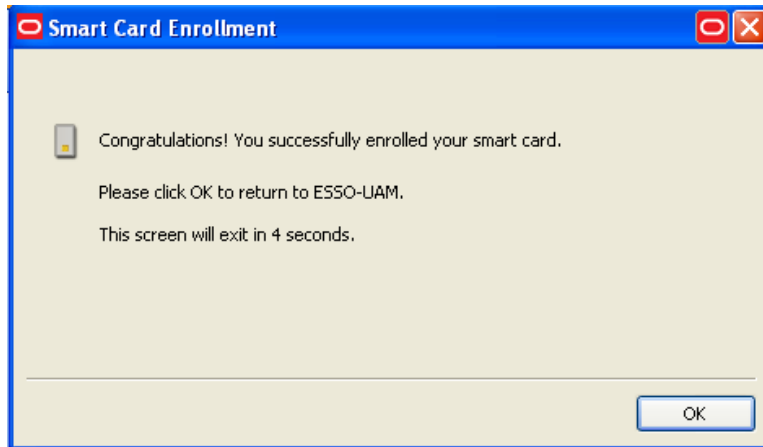 Smart Card Enrollment
Congratulations! You successfully enrolled your smart card.
Please click OK to return to ESSO-UAM.
This screen will exit in 4 seconds.
OK